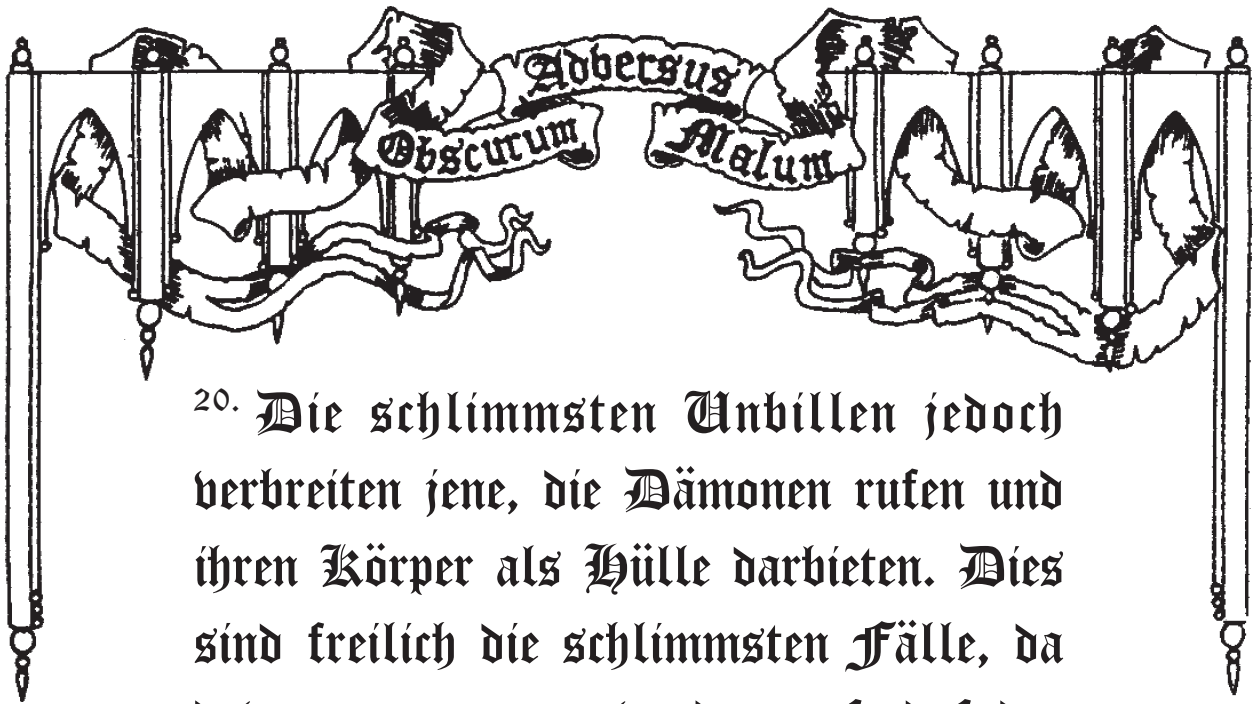 Adversus
Obscurum Malum
20. Die schlimmsten Unbillen jedoch
verbreiten jene, die Dämonen rufen und
ihren Körper als Hülle darbieten. Dies
sind freilich die schlimmsten Fälle, da